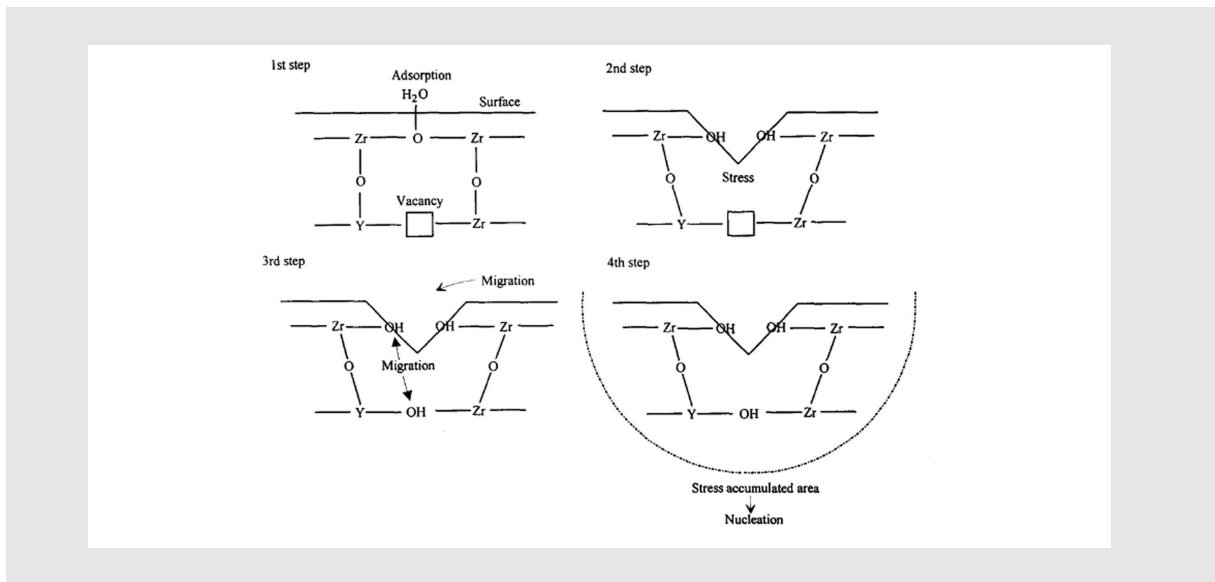 1st step
Adsorption
H₂O
Surface
Zr O Zr
O O
Vacancy
Y Zr
2nd step
Zr OH OH Zr
O Stress O
Y Zr
3rd step
Migration
Zr OH OH Zr
O Migration O
Y OH Zr
4th step
Zr OH OH Zr
O O
Y OH Zr
Stress accumulated area
Nucleation